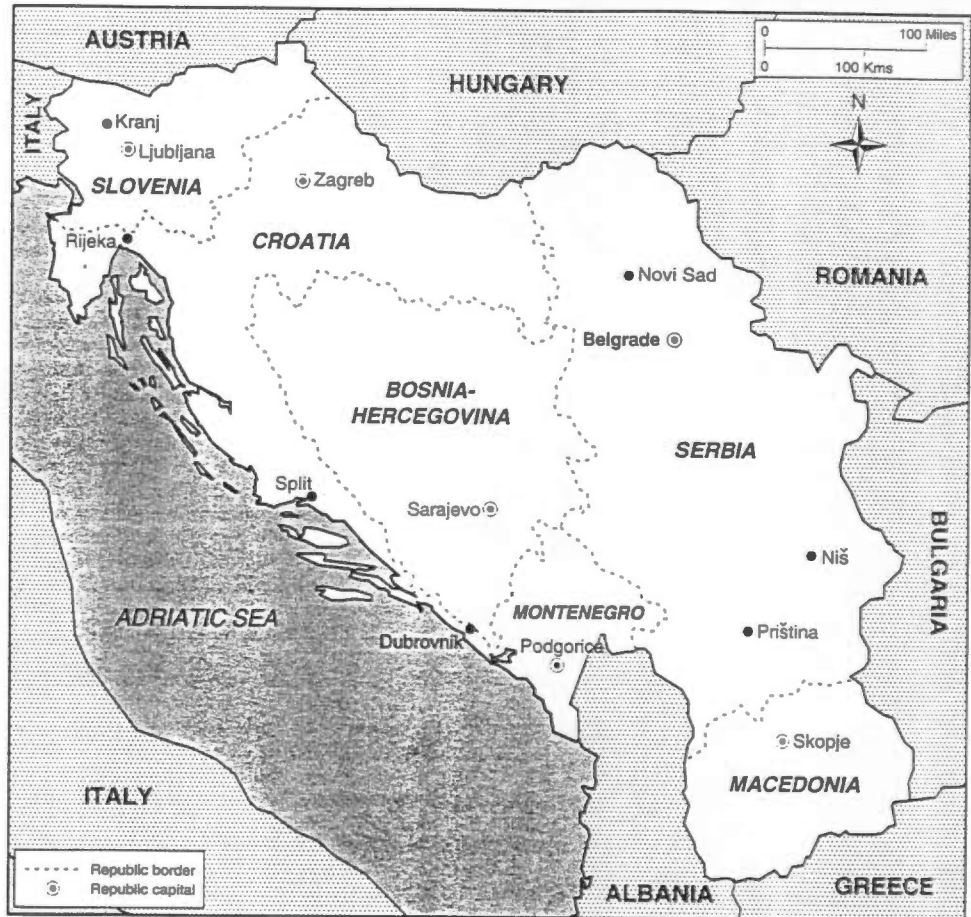 AUSTRIA
0 100 Miles
0 100 Kms
HUNGARY
N
ITALY
Kranj
Ljubljana
SLOVENIA
Zagreb
Rijeka
CROATIA
Novi Sad
ROMANIA
Belgrade
BOSNIA-
HERCEGOVINA
SERBIA
Split
Sarajevo
BULGARIA
Niš
ADRIATIC SEA
MONTENEGRO
Dubrovnik
Priština
Podgorica
Skopje
MACEDONIA
ITALY
Republic border
Republic capital
ALBANIA
GREECE